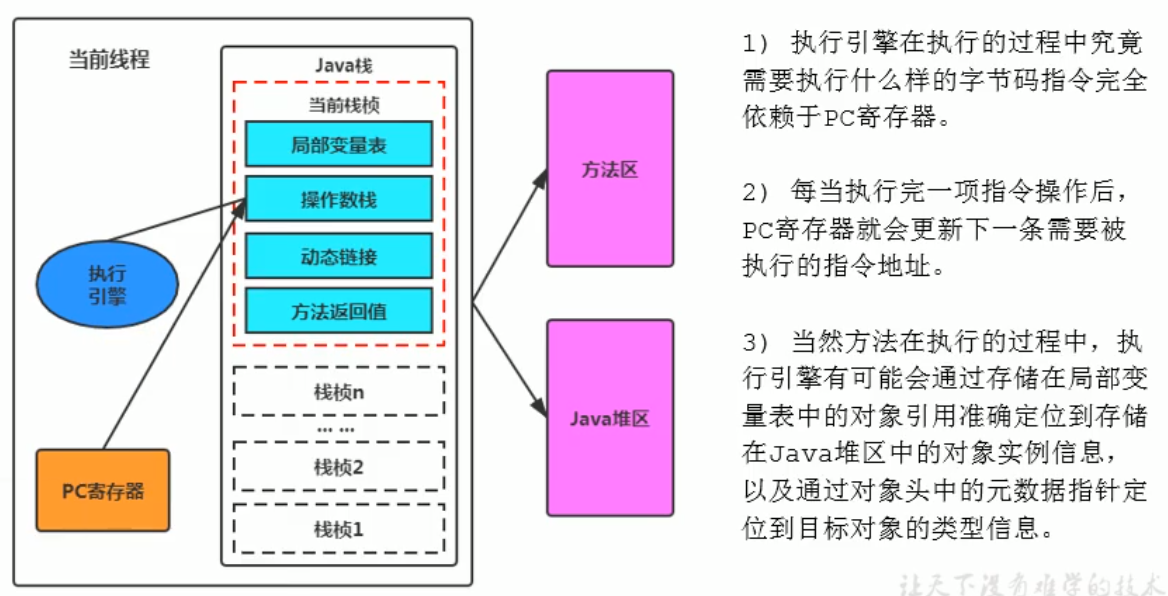 当前线程
Java栈
当前栈桢
局部变量表
操作数栈
动态链接
方法返回值
栈桢n
... ...
栈桢2
栈桢1
执行
引擎
PC寄存器
方法区
Java堆区
1) 执行引擎在执行的过程中究竟
需要执行什么样的字节码指令完全
依赖于PC寄存器。
2) 每当执行完一项指令操作后，
PC寄存器就会更新下一条需要被
执行的指令地址。
3) 当然方法在执行的过程中，执
行引擎有可能会通过存储在局部变
量表中的对象引用准确定位到存储
在Java堆区中的对象实例信息，
以及通过对象头中的元数据指针定
位到目标对象的类型信息。
让天下没有难学的技术